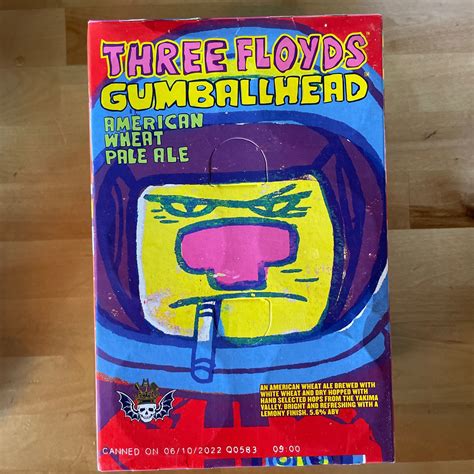 THREE FLOYDS
GUMBALLHEAD
AMERICAN
WHEAT
PALE ALE
AN AMERICAN WHEAT ALE BREWED WITH
WHITE WHEAT AND DRY HOPPED WITH
HAND SELECTED HOPS FROM THE YAKIMA
VALLEY. BRIGHT AND REFRESHING WITH A
LEMONY FINISH. 5.6% ABV
CANNED ON 06/10/2022 Q0583 09:00